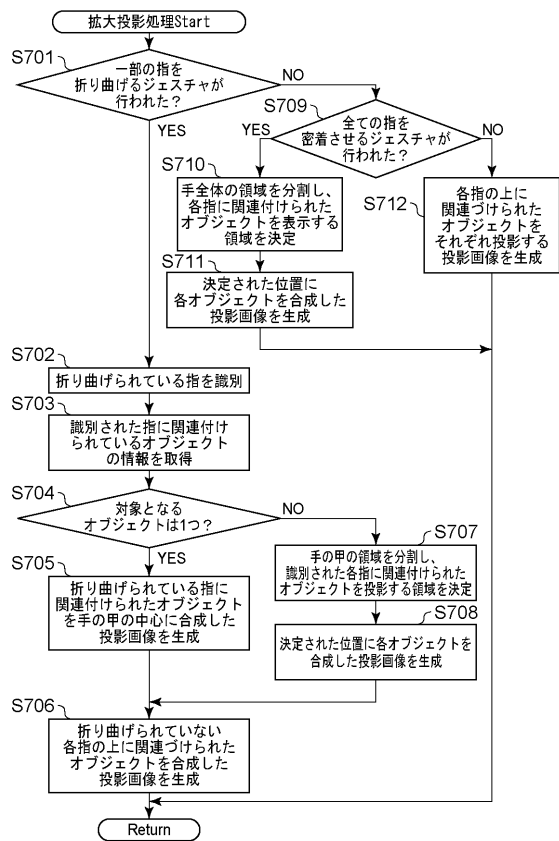 拡大投影処理Start
S701
一部の指を
折り曲げるジェスチャが
行われた？
NO
YES
S709
全ての指を
密着させるジェスチャが
行われた？
YES
NO
S710
手全体の領域を分割し、
各指に関連付けられた
オブジェクトを表示する
領域を決定
S711
決定された位置に
各オブジェクトを合成した
投影画像を生成
S712
各指の上に
関連づけられた
オブジェクトを
それぞれ投影する
投影画像を生成
S702
折り曲げられている指を識別
S703
識別された指に関連付け
られているオブジェクト
の情報を取得
S704
対象となる
オブジェクトは1つ？
NO
YES
S705
折り曲げられている指に
関連付けられたオブジェクト
を手の甲の中心に合成した
投影画像を生成
S707
手の甲の領域を分割し、
識別された各指に関連付けられた
オブジェクトを投影する領域を決定
S708
決定された位置に各オブジェクトを
合成した投影画像を生成
S706
折り曲げられていない
各指の上に関連づけられた
オブジェクトを合成した
投影画像を生成
Return